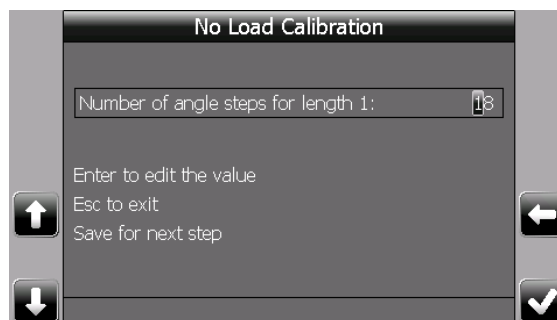 No Load Calibration
Number of angle steps for length 1: 18
Enter to edit the value
Esc to exit
Save for next step